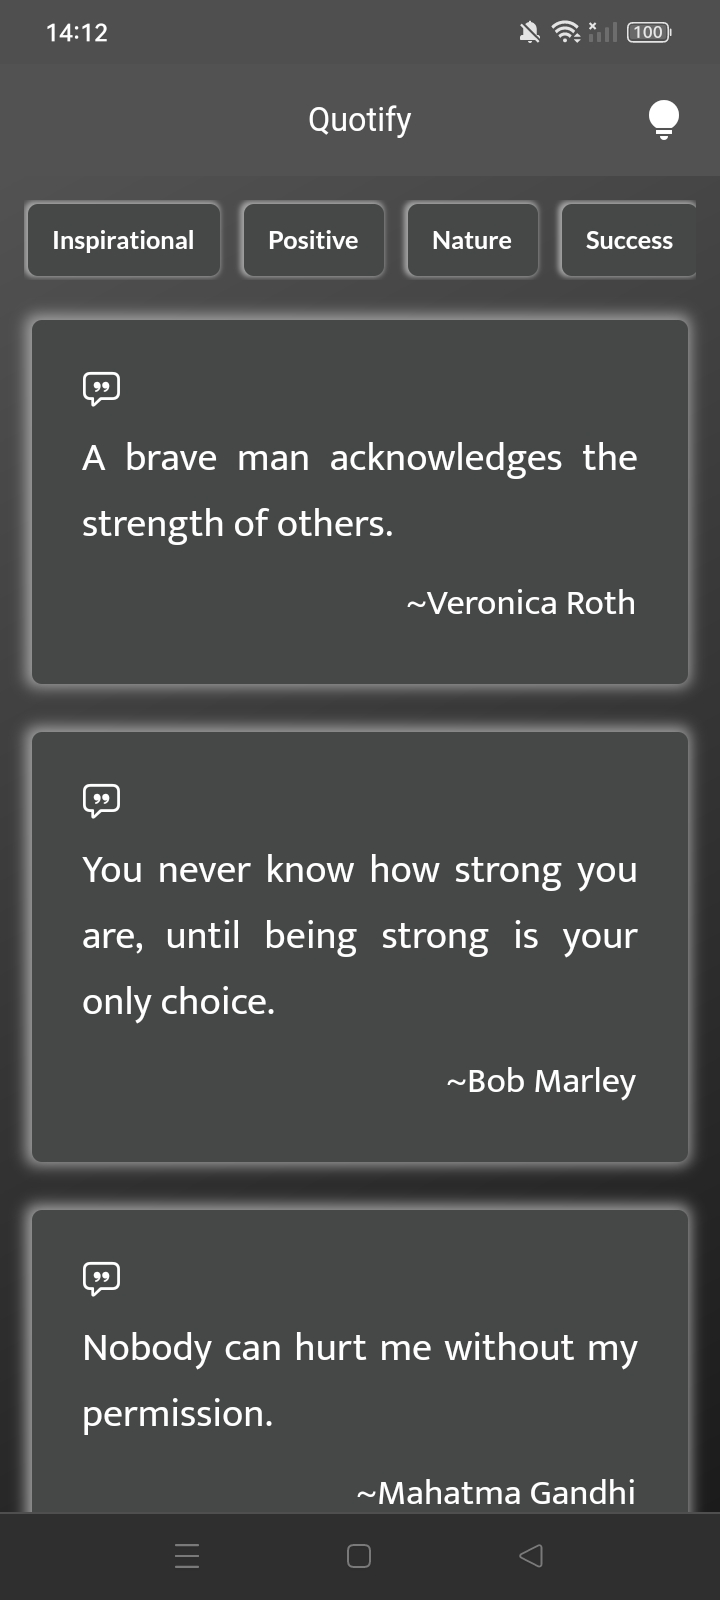 14:12
100
Quotify
Inspirational Positive Nature Success
A brave man acknowledges the
strength of others.
~Veronica Roth
You never know how strong you
are, until being strong is your
only choice.
~Bob Marley
Nobody can hurt me without my
permission.
~Mahatma Gandhi